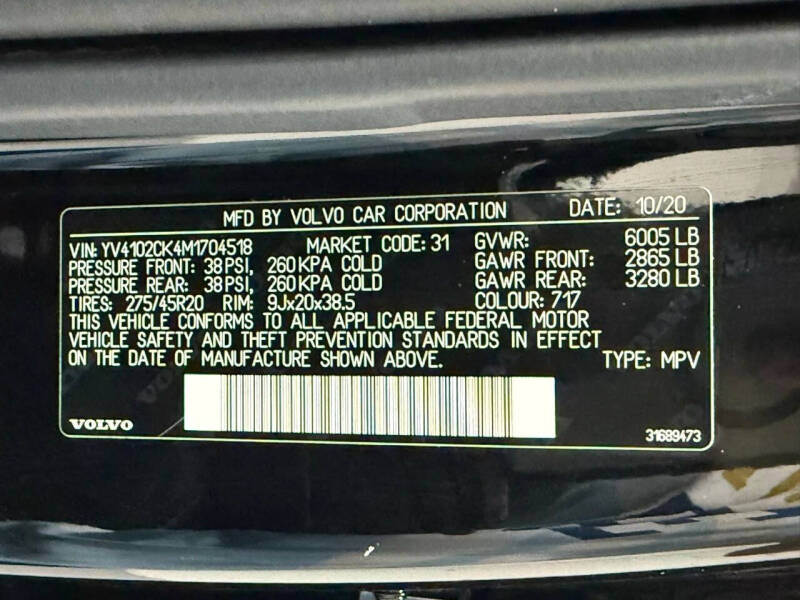 MFD BY VOLVO CAR CORPORATION DATE: 10/20
VIN: YV4102CK4M1704518 MARKET CODE: 31 GVWR: 6005 LB
PRESSURE FRONT: 38 PSI, 260 KPA COLD GAWR FRONT: 2865 LB
PRESSURE REAR: 38 PSI, 260 KPA COLD GAWR REAR: 3280 LB
TIRES: 275/45R20 RIM: 9Jx20x38.5 COLOUR: 717
THIS VEHICLE CONFORMS TO ALL APPLICABLE FEDERAL MOTOR
VEHICLE SAFETY AND THEFT PREVENTION STANDARDS IN EFFECT
ON THE DATE OF MANUFACTURE SHOWN ABOVE. TYPE: MPV
VOLVO 31689473